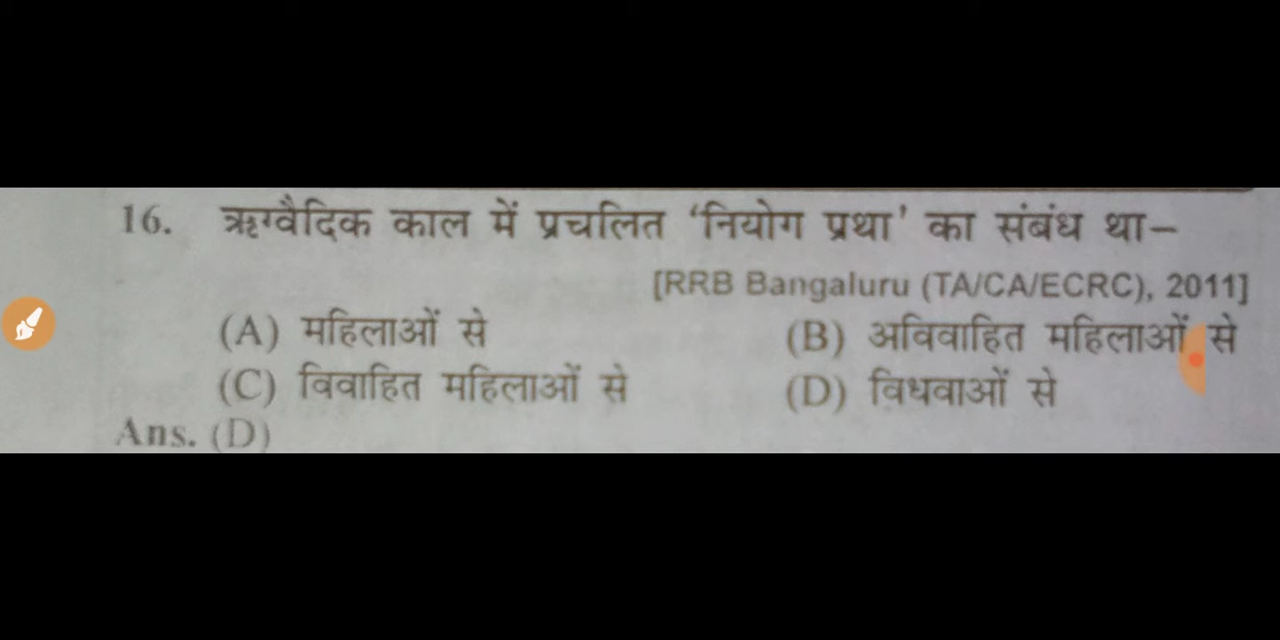 16. ऋग्वैदिक काल में प्रचलित 'नियोग प्रथा' का संबंध था–
[RRB Bangaluru (TA/CA/ECRC), 2011]
(A) महिलाओं से (B) अविवाहित महिलाओं से
(C) विवाहित महिलाओं से (D) विधवाओं से
Ans. (D)